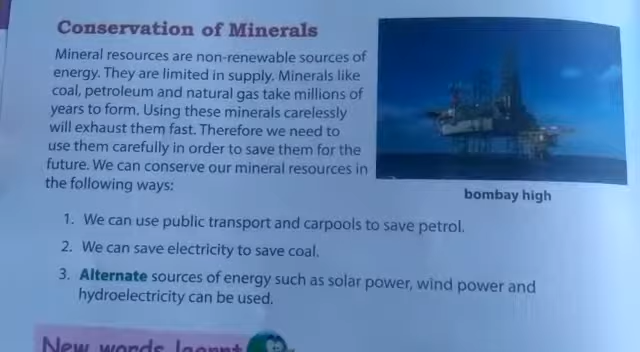 Conservation of Minerals
Mineral resources are non-renewable sources of
energy. They are limited in supply. Minerals like
coal, petroleum and natural gas take millions of
years to form. Using these minerals carelessly
will exhaust them fast. Therefore we need to
use them carefully in order to save them for the
future. We can conserve our mineral resources in
the following ways:
bombay high
1. We can use public transport and carpools to save petrol.
2. We can save electricity to save coal.
3. Alternate sources of energy such as solar power, wind power and
hydroelectricity can be used.
New words learnt